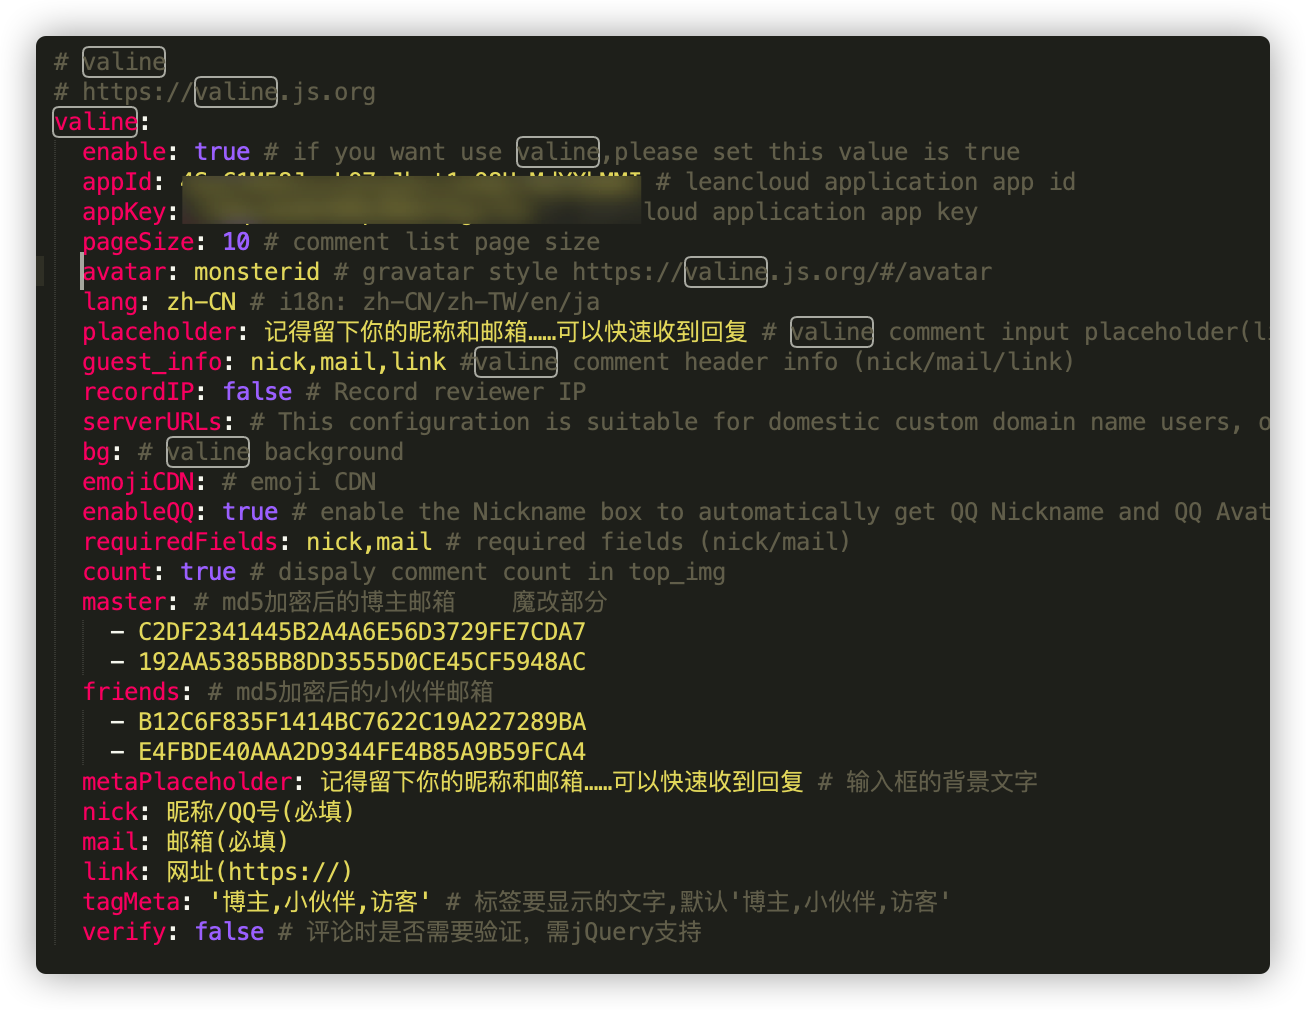 # valine
# https://valine.js.org
valine:
enable: true # if you want use valine,please set this value is true
appId: # leancloud application app id
appKey: loud application app key
pageSize: 10 # comment list page size
avatar: monsterid # gravatar style https://valine.js.org/#/avatar
lang: zh-CN # i18n: zh-CN/zh-TW/en/ja
placeholder: 记得留下你的昵称和邮箱……可以快速收到回复 # valine comment input placeholder(li
guest_info: nick,mail,link #valine comment header info (nick/mail/link)
recordIP: false # Record reviewer IP
serverURLs: # This configuration is suitable for domestic custom domain name users, o
bg: # valine background
emojiCDN: # emoji CDN
enableQQ: true # enable the Nickname box to automatically get QQ Nickname and QQ Avat
requiredFields: nick,mail # required fields (nick/mail)
count: true # dispaly comment count in top_img
master: # md5加密后的博主邮箱    魔改部分
- C2DF2341445B2A4A6E56D3729FE7CDA7
- 192AA5385BB8DD3555D0CE45CF5948AC
friends: # md5加密后的小伙伴邮箱
- B12C6F835F1414BC7622C19A227289BA
- E4FBDE40AAA2D9344FE4B85A9B59FCA4
metaPlaceholder: 记得留下你的昵称和邮箱……可以快速收到回复 # 输入框的背景文字
nick: 昵称/QQ号(必填)
mail: 邮箱(必填)
link: 网址(https://)
tagMeta: '博主,小伙伴,访客' # 标签要显示的文字,默认'博主,小伙伴,访客'
verify: false # 评论时是否需要验证，需jQuery支持